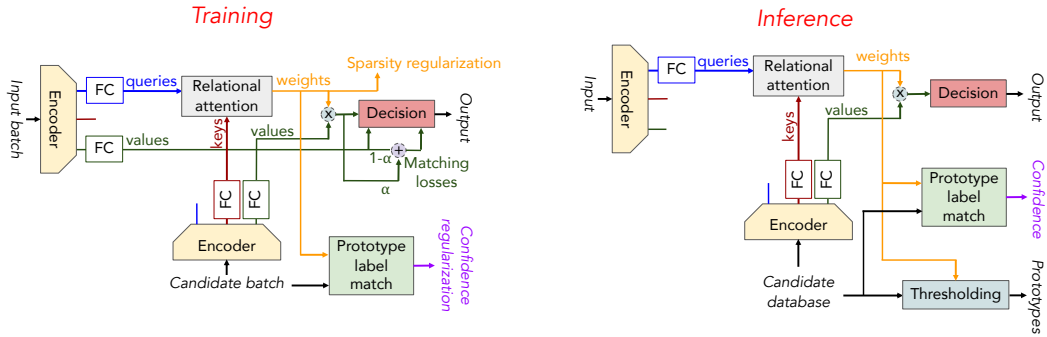 Training
Sparsity regularization
Input batch
Encoder
FC
queries
Relational
attention
weights
x
Decision
Output
FC
values
keys
values
1-α
+
Matching
losses
α
FC
FC
Encoder
Candidate batch
Prototype
label
match
Confidence
regularization
Inference
Input
Encoder
FC
queries
Relational
attention
weights
x
Decision
Output
keys
values
FC
FC
Encoder
Candidate
database
Prototype
label
match
Confidence
Thresholding
Prototypes